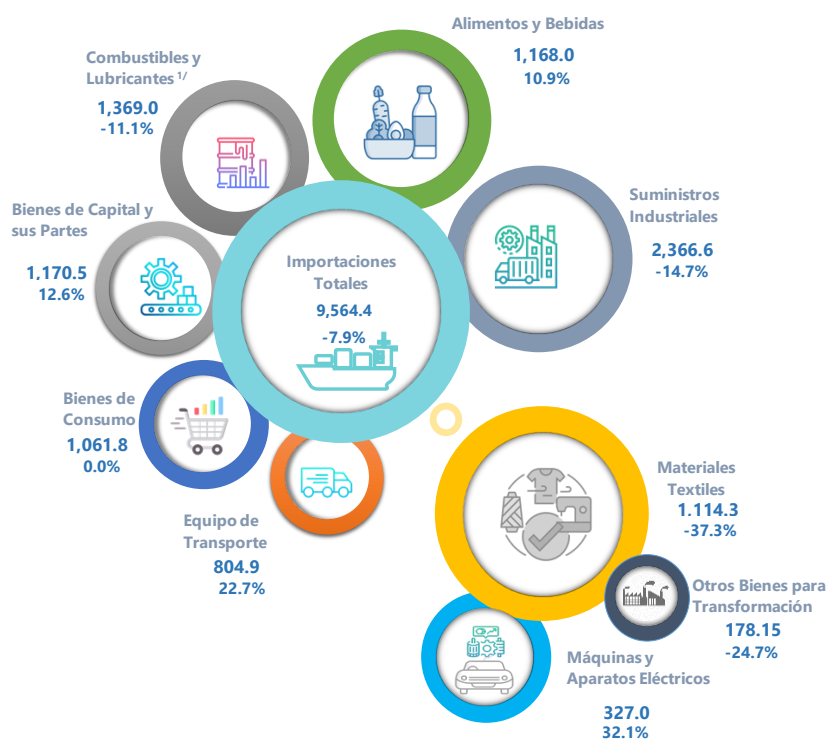 Alimentos y Bebidas
1,168.0
10.9%
Combustibles y
Lubricantes 1/
1,369.0
-11.1%
Suministros
Industriales
2,366.6
-14.7%
Bienes de Capital y
sus Partes
1,170.5
12.6%
Importaciones
Totales
9,564.4
-7.9%
Bienes de
Consumo
1,061.8
0.0%
Equipo de
Transporte
804.9
22.7%
Materiales
Textiles
1.114.3
-37.3%
Otros Bienes para
Transformación
178.15
-24.7%
Máquinas y
Aparatos Eléctricos
327.0
32.1%